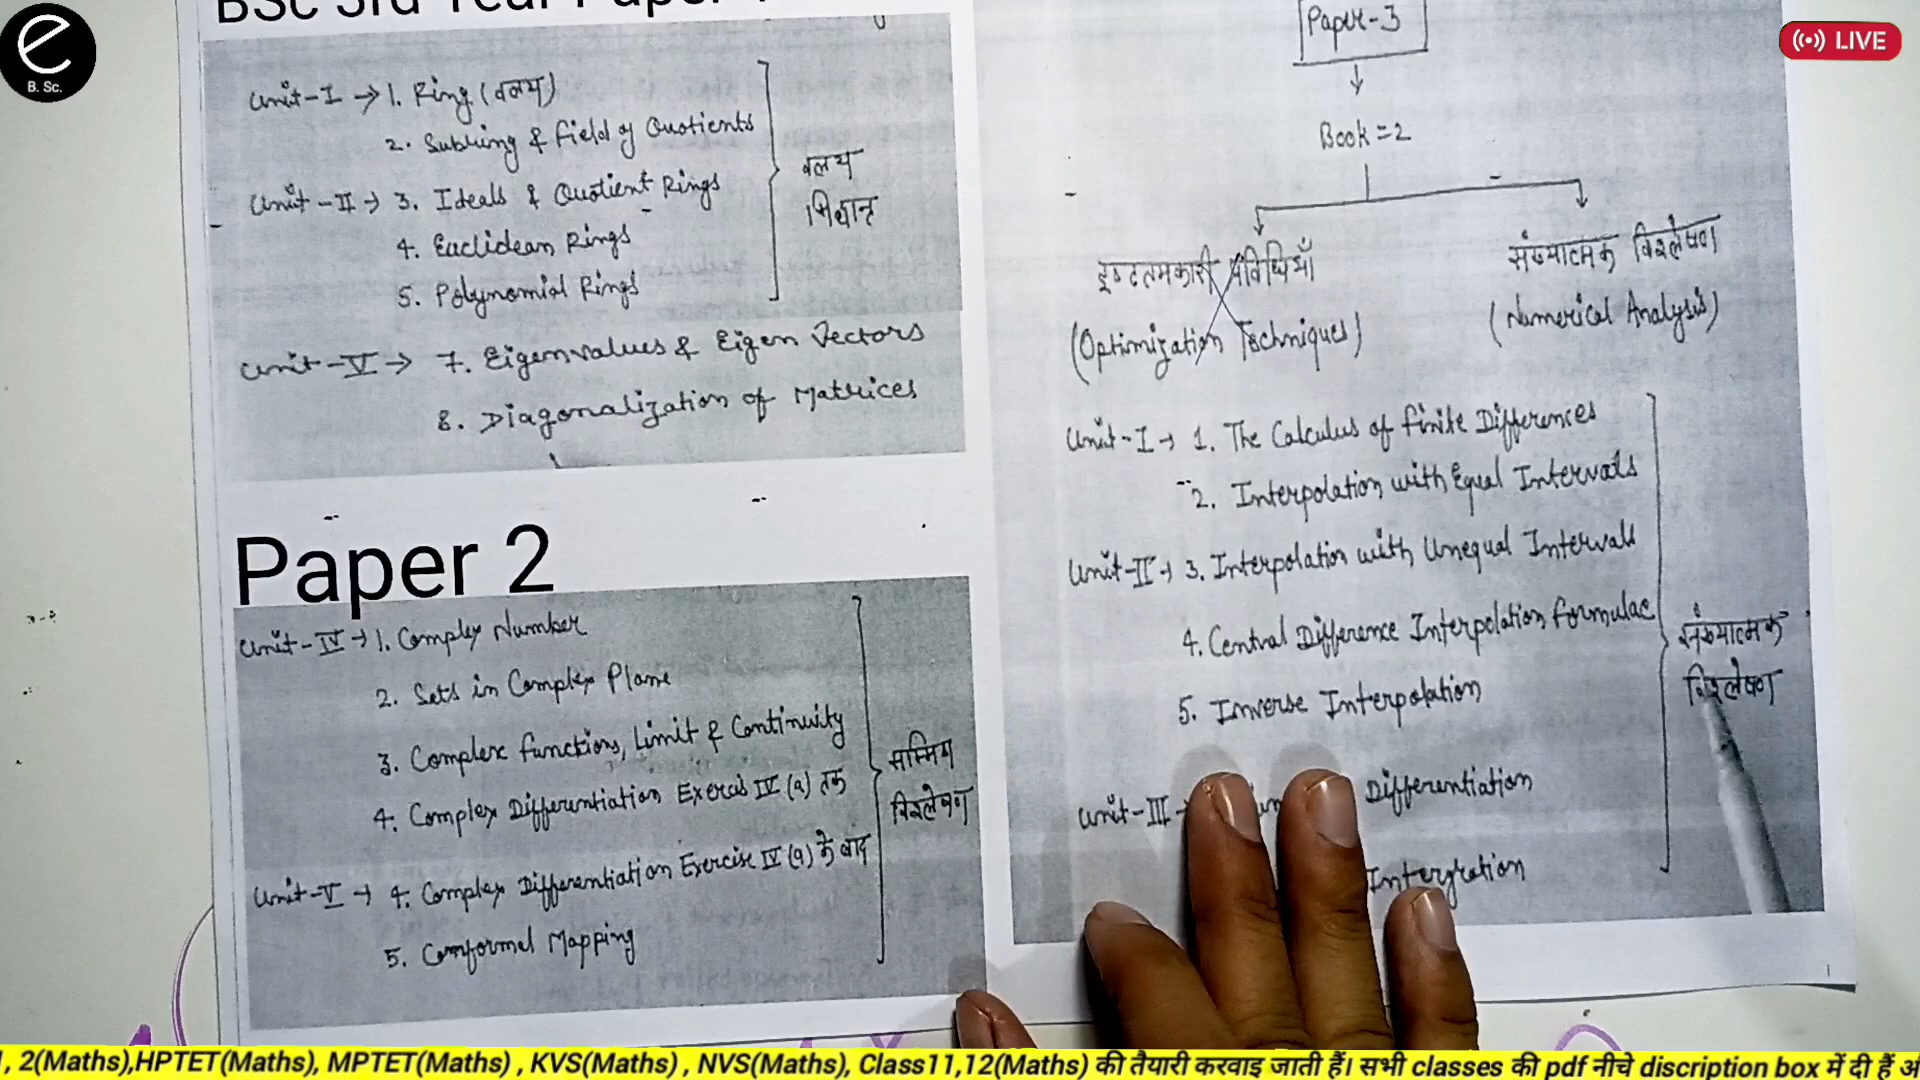 e
B. Sc.
LIVE
BSc 3rd Year Paper
Unit-I → 1. Ring (वलय)
2. Subring & Field of Quotients
Unit-II → 3. Ideals & Quotient Rings
4. Euclidean Rings
5. Polynomial Rings
वलय
सिद्धान्त
Unit-V → 7. Eigenvalues & Eigen Vectors
8. Diagonalization of Matrices
Paper 2
Unit-IV → 1. Complex Number
2. Sets in Complex Plane
3. Complex functions, Limit & Continuity
4. Complex Differentiation Exercis IV (a) तक
Unit-V → 4. Complex Differentiation Exercise IV (a) के बाद
5. Conformal Mapping
सम्मिश्र
विश्लेषण
Paper-3
Book = 2
इष्टतमकारी प्रविधियाँ
(Optimization Techniques)
संख्यात्मक विश्लेषण
(Numerical Analysis)
Unit-I → 1. The Calculus of finite Differences
2. Interpolation with Equal Intervals
Unit-II → 3. Interpolation with Unequal Intervals
4. Central Difference Interpolation Formulae
5. Inverse Interpolation
Unit-III → Differentiation
Intergration
संख्यात्मक
विश्लेषण
, 2(Maths),HPTET(Maths), MPTET(Maths) , KVS(Maths) , NVS(Maths), Class11,12(Maths) की तैयारी करवाइ जाती हैं। सभी classes की pdf नीचे discription box में दी हैं